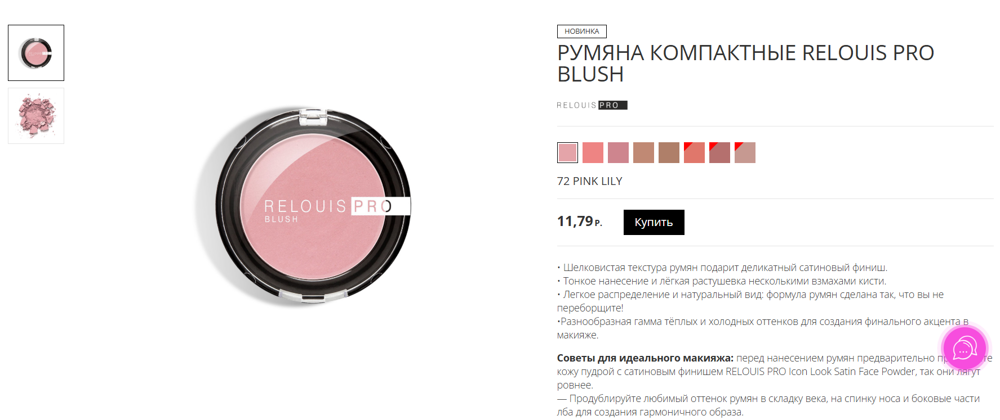 НОВИНКА
РУМЯНА КОМПАКТНЫЕ RELOUIS PRO
BLUSH
RELOUIS PRO
72 PINK LILY
11,79 Р.
Купить
RELOUIS PRO
BLUSH
• Шелковистая текстура румян подарит деликатный сатиновый финиш.
• Тонкое нанесение и лёгкая растушевка несколькими взмахами кисти.
• Легкое распределение и натуральный вид: формула румян сделана так, что вы не
переборщите!
•Разнообразная гамма тёплых и холодных оттенков для создания финального акцента в
макияже.
Советы для идеального макияжа: перед нанесением румян предварительно
кожу пудрой с сатиновым финишем RELOUIS PRO Icon Look Satin Face Powder, так они лягут
ровнее.
— Продублируйте любимый оттенок румян в складку века, на спинку носа и боковые части
лба для создания гармоничного образа.